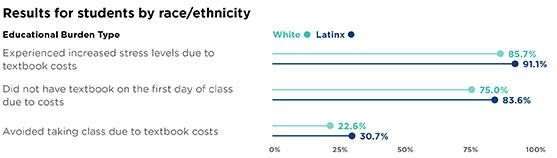 Results for students by race/ethnicity
Educational Burden Type White Latinx
Experienced increased stress levels due to
textbook costs
85.7%
91.1%
Did not have textbook on the first day of class
due to costs
75.0%
83.6%
Avoided taking class due to textbook costs
22.6%
30.7%
0% 25% 50% 75% 100%